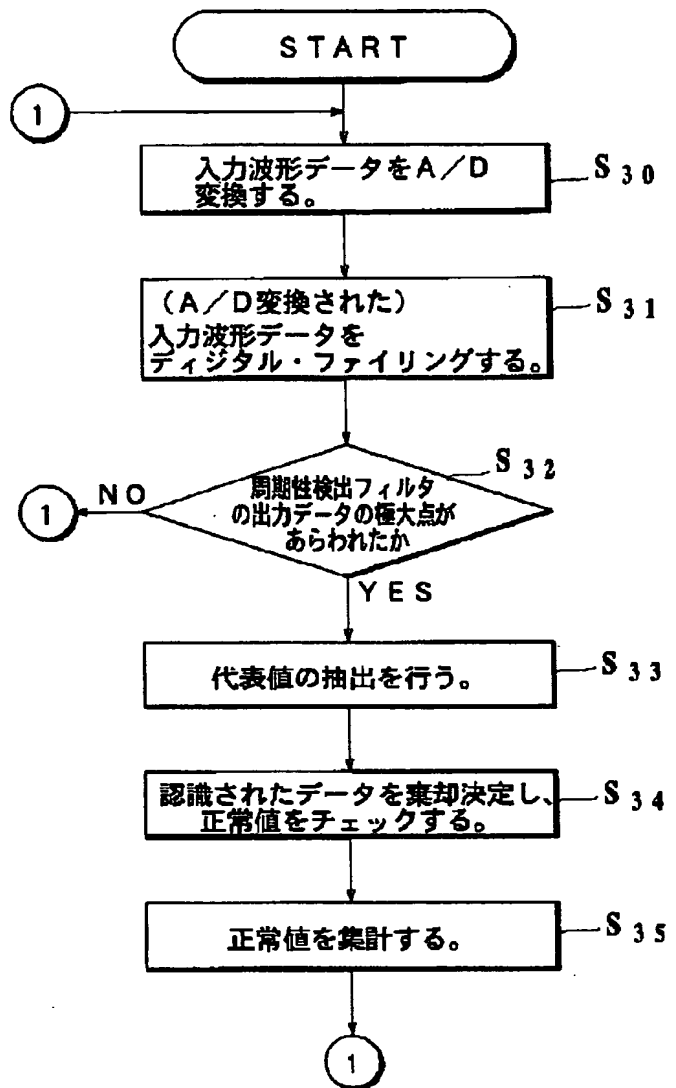 START
1
入力波形データをA／D
変換する。
S30
（A／D変換された）
入力波形データを
ディジタル・ファイリングする。
S31
周期性検出フィルタ
の出力データの極大点が
あらわれたか
S32
NO
1
YES
代表値の抽出を行う。
S33
認識されたデータを棄却決定し、
正常値をチェックする。
S34
正常値を集計する。
S35
1